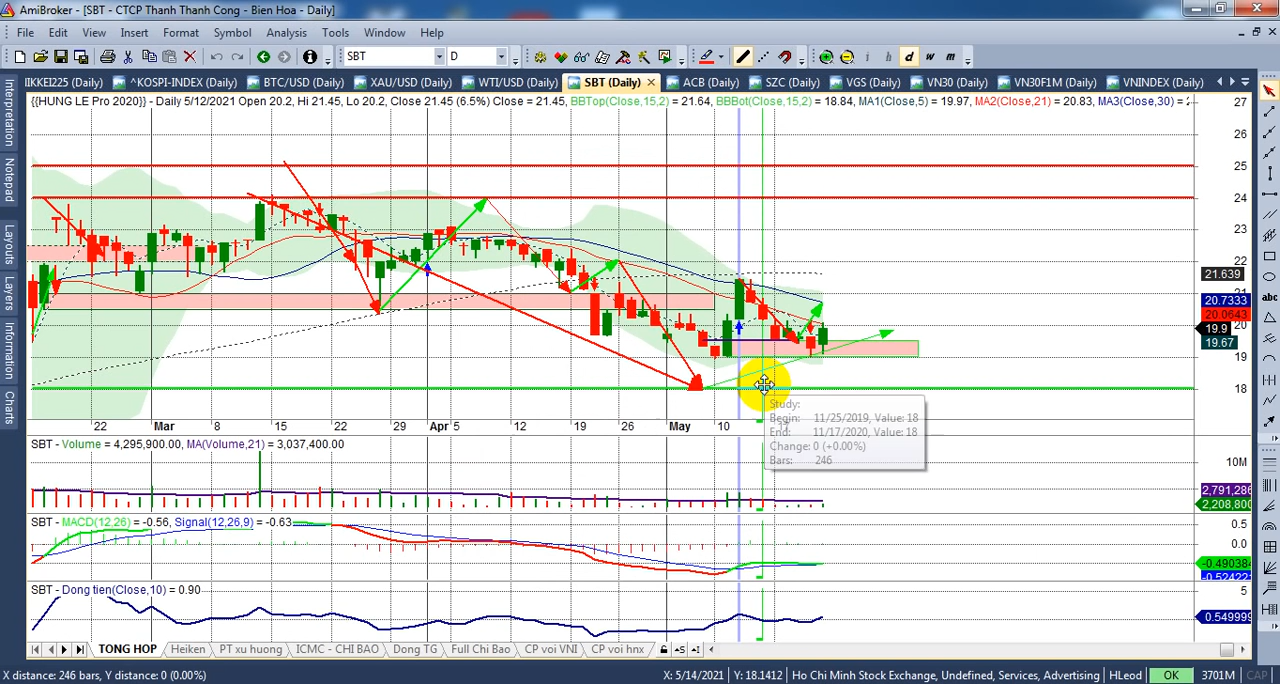 AmiBroker - [SBT - CTCP Thanh Thanh Cong - Bien Hoa - Daily]
File Edit View Insert Format Symbol Analysis Tools Window Help
SBT D i d w m
IKKEI225 (Daily) ^KOSPI-INDEX (Daily) BTC/USD (Daily) XAU/USD (Daily) WTI/USD (Daily) SBT (Daily) ACB (Daily) SZC (Daily) VGS (Daily) VN30 (Daily) VN30F1M (Daily) VNINDEX (Daily)
{{HUNG LE Pro 2020}} - Daily 5/12/2021 Open 20.2, Hi 21.45, Lo 20.2, Close 21.45 (6.5%) Close = 21.45, BBTop(Close,15,2) = 21.64, BBBot(Close,15,2) = 18.84, MA1(Close,5) = 19.97, MA2(Close,21) = 20.83, MA3(Close,30) =
Interpretation
Notepad
Layouts
Layers
Information
Charts
27
26
25
24
23
22
21.639
21
20.7333
20.0643
20
19.9
19.67
19
18
22 Mar 8 15 22 29 Apr 5 12 19 26 May 10
Study:
Begin: 11/25/2019, Value: 18
End: 11/17/2020, Value: 18
Change: 0 (+0.00%)
Bars: 246
SBT - Volume = 4,295,900.00, MA(Volume,21) = 3,037,400.00
10M
2,791,286
2,208,800
SBT - MACD(12,26) = -0.56, Signal(12,26,9) = -0.63
0.5
0.0
-0.490384
-0.524221
SBT - Dong tien(Close,10) = 0.90
5
0.549999
TONG HOP Heiken PT xu huong ICMC - CHI BAO Dong TG Full Chi Bao CP voi VNI CP voi hnx
X distance: 246 bars, Y distance: 0 (0.00%) X: 5/14/2021 Y: 18.1412 Ho Chi Minh Stock Exchange, Undefined, Services, Advertising HLeod OK 3701M CAP